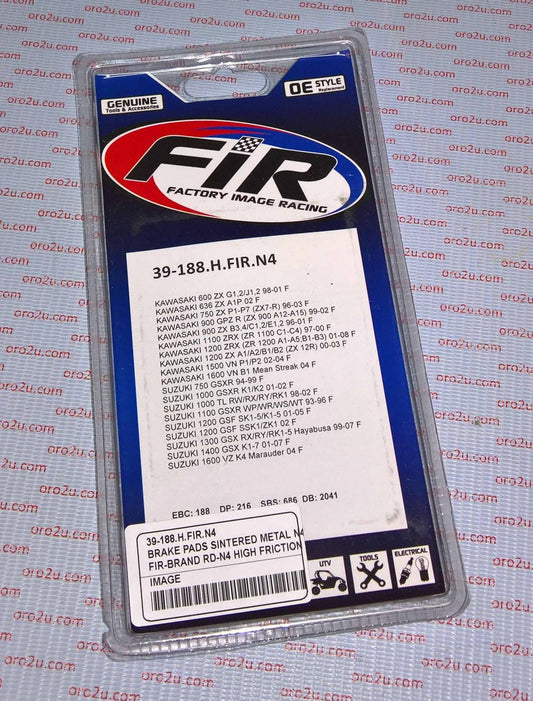 GENUINE
Tools & Accessories
OE STYLE
Replacement
FiR
FACTORY IMAGE RACING
39-188.H.FIR.N4
KAWASAKI 600 ZX G1,2/J1,2 98-01 F
KAWASAKI 636 ZX A1P 02 F
KAWASAKI 750 ZX P1-P7 (ZX7-R) 96-03 F
KAWASAKI 900 GPZ R (ZX 900 A12-A15) 99-02 F
KAWASAKI 900 ZX B3,4/C1,2/E1,2 96-01 F
KAWASAKI 1100 ZRX (ZR 1100 C1-C4) 97-00 F
KAWASAKI 1200 ZRX (ZR 1200 A1-A5,B1-B3) 01-08 F
KAWASAKI 1200 ZX A1/A2/B1/B2 (ZX 12R) 00-03 F
KAWASAKI 1500 VN P1/P2 02-04 F
KAWASAKI 1600 VN B1 Mean Streak 04 F
SUZUKI 750 GSXR 94-99 F
SUZUKI 1000 GSXR K1/K2 01-02 F
SUZUKI 1000 TL RW/RX/RY/RK1 98-02 F
SUZUKI 1100 GSXR WP/WR/WS/WT 93-96 F
SUZUKI 1200 GSF SK1-5/K1-5 01-05 F
SUZUKI 1200 GSF SSK1/ZK1 02 F
SUZUKI 1300 GSX RX/RY/RK1-5 Hayabusa 99-07 F
SUZUKI 1400 GSX K1-7 01-07 F
SUZUKI 1600 VZ K4 Marauder 04 F
EBC: 188 DP: 216 SBS: 686 DB: 2041
39-188.H.FIR.N4
BRAKE PADS SINTERED METAL N4
FIR-BRAND RD-N4 HIGH FRICTION
IMAGE
UTV
TOOLS
ELECTRICAL
oro2u.com